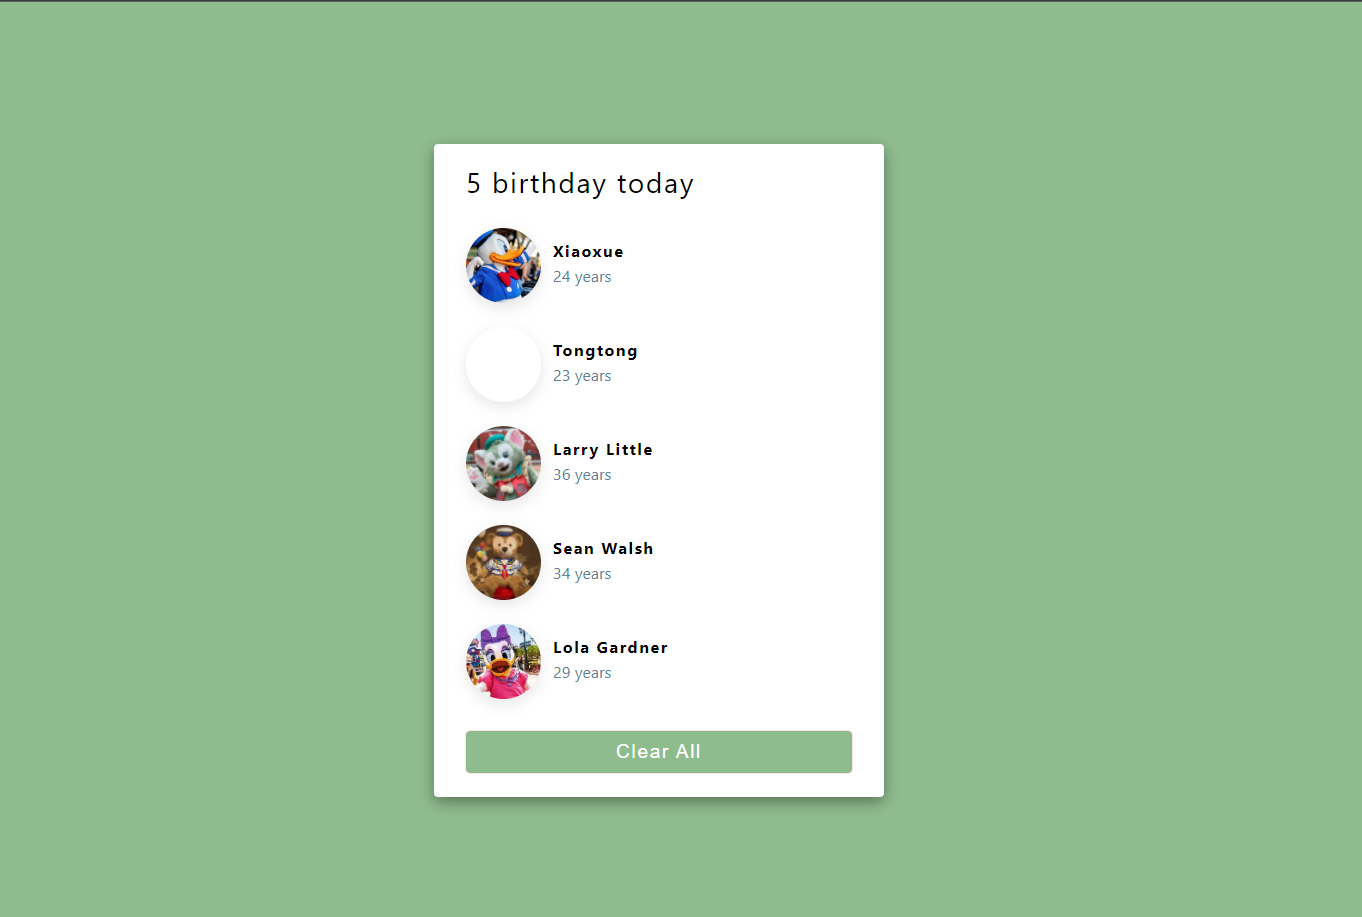 5 birthday today
Xiaoxue
24 years
Tongtong
23 years
Larry Little
36 years
Sean Walsh
34 years
Lola Gardner
29 years
Clear All